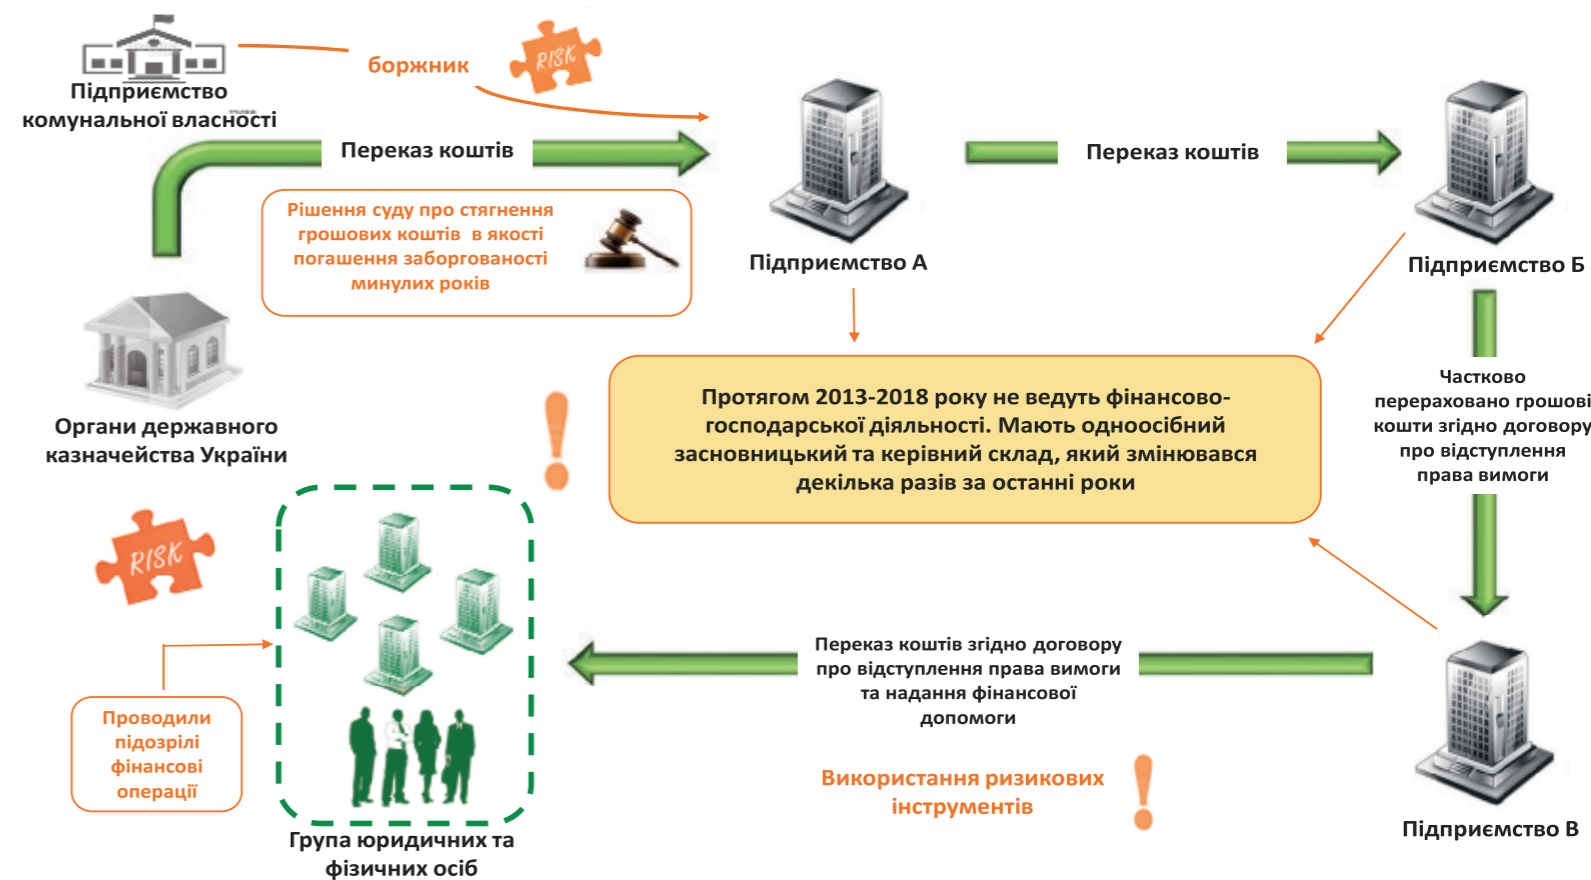 боржник
RISK
Підприємство
комунальної власності
Переказ коштів
Переказ коштів
Рішення суду про стягнення
грошових коштів в якості
погашення заборгованості
минулих років
Підприємство А
Підприємство Б
Органи державного
казначейства України
Протягом 2013-2018 року не ведуть фінансово-
господарської діяльності. Мають одноосібний
засновницький та керівний склад, який змінювався
декілька разів за останні роки
Частково
перераховано грошові
кошти згідно договору
про відступлення
права вимоги
RISK
Переказ коштів згідно договору
про відступлення права вимоги
та надання фінансової
допомоги
Проводили
підозрілі
фінансові
операції
Використання ризикових
інструментів
Підприємство В
Група юридичних та
фізичних осіб